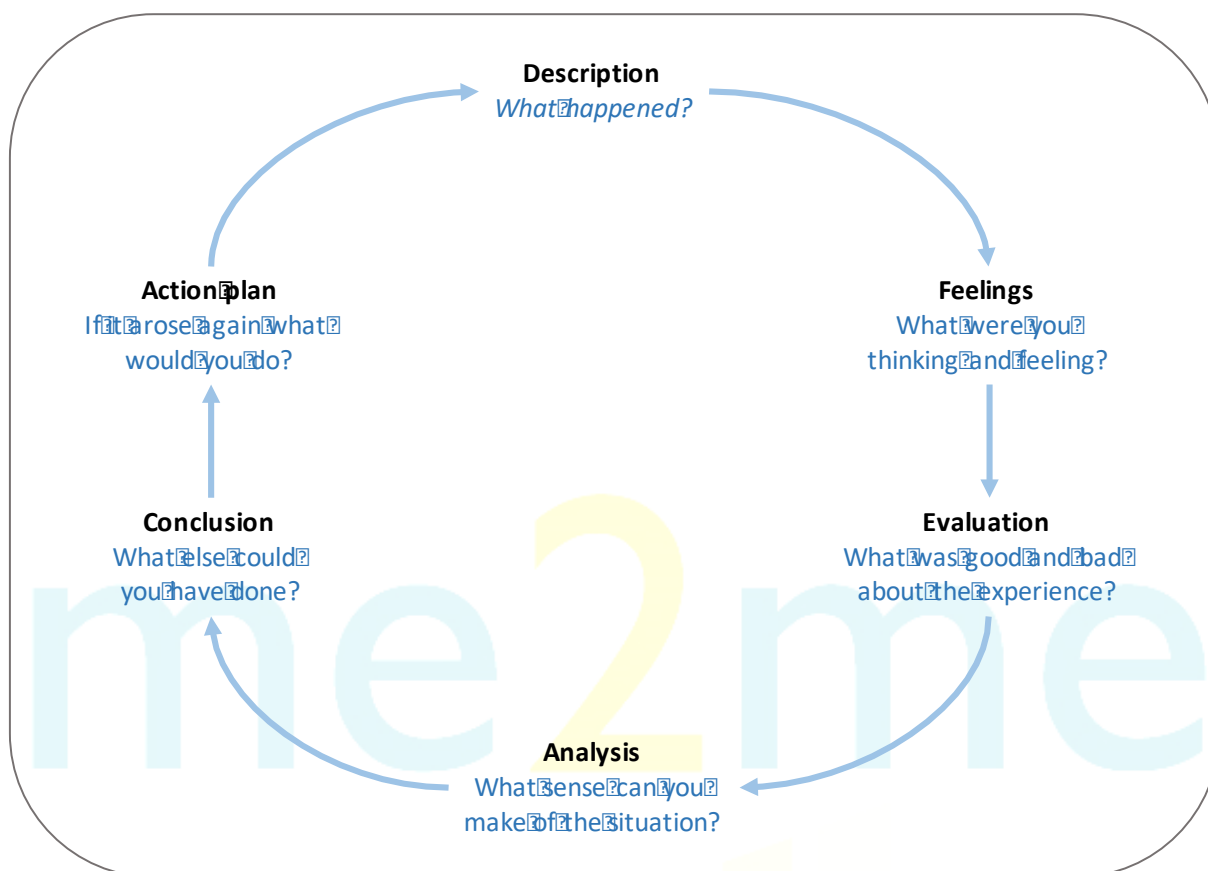 Description
What happened?
Feelings
What were you
thinking and feeling?
Evaluation
What was good and bad
about the experience?
Analysis
What sense can you
make of the situation?
Conclusion
What else could
you have done?
Action plan
If it arose again what
would you do?
me2me